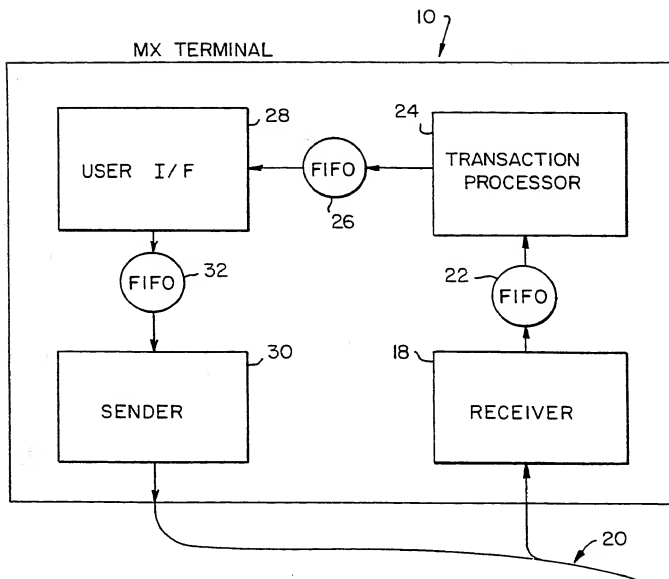 10
MX TERMINAL
28
24
USER I/F
FIFO
26
TRANSACTION
PROCESSOR
FIFO
32
22
FIFO
30
18
SENDER
RECEIVER
20